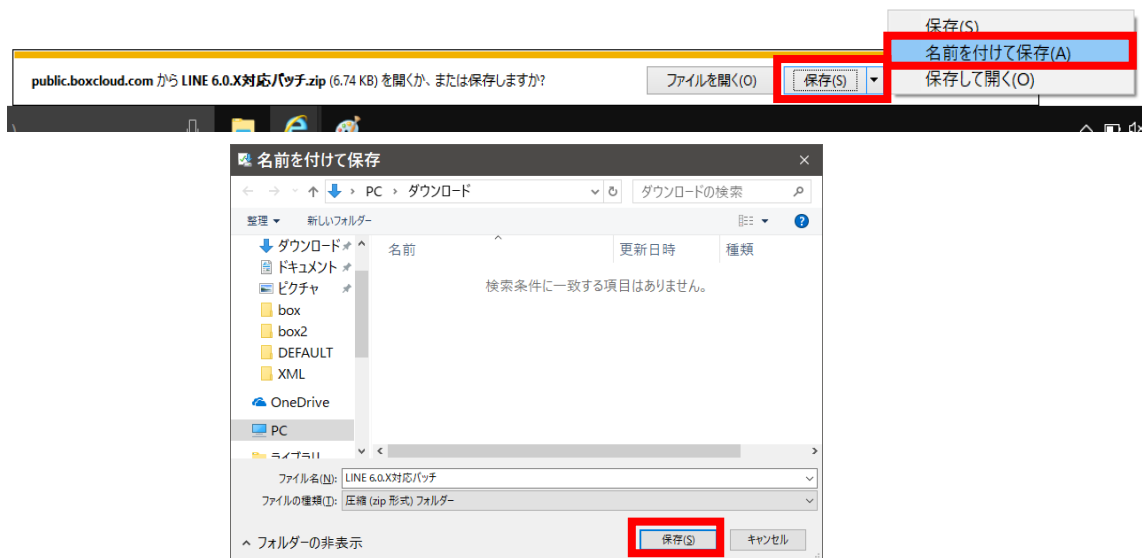 保存(S)
名前を付けて保存(A)
保存して開く(O)
public.boxcloud.com から LINE 6.0.X対応パッチ.zip (6.74 KB) を開くか、または保存しますか?
ファイルを開く(O)
保存(S)
名前を付けて保存
PC › ダウンロード
ダウンロードの検索
整理
新しいフォルダー
ダウンロード
ドキュメント
ピクチャ
box
box2
DEFAULT
XML
OneDrive
PC
ライブラリ
名前
更新日時
種類
検索条件に一致する項目はありません。
ファイル名(N): LINE 6.0.X対応パッチ
ファイルの種類(T): 圧縮 (zip 形式) フォルダー
フォルダーの非表示
保存(S)
キャンセル